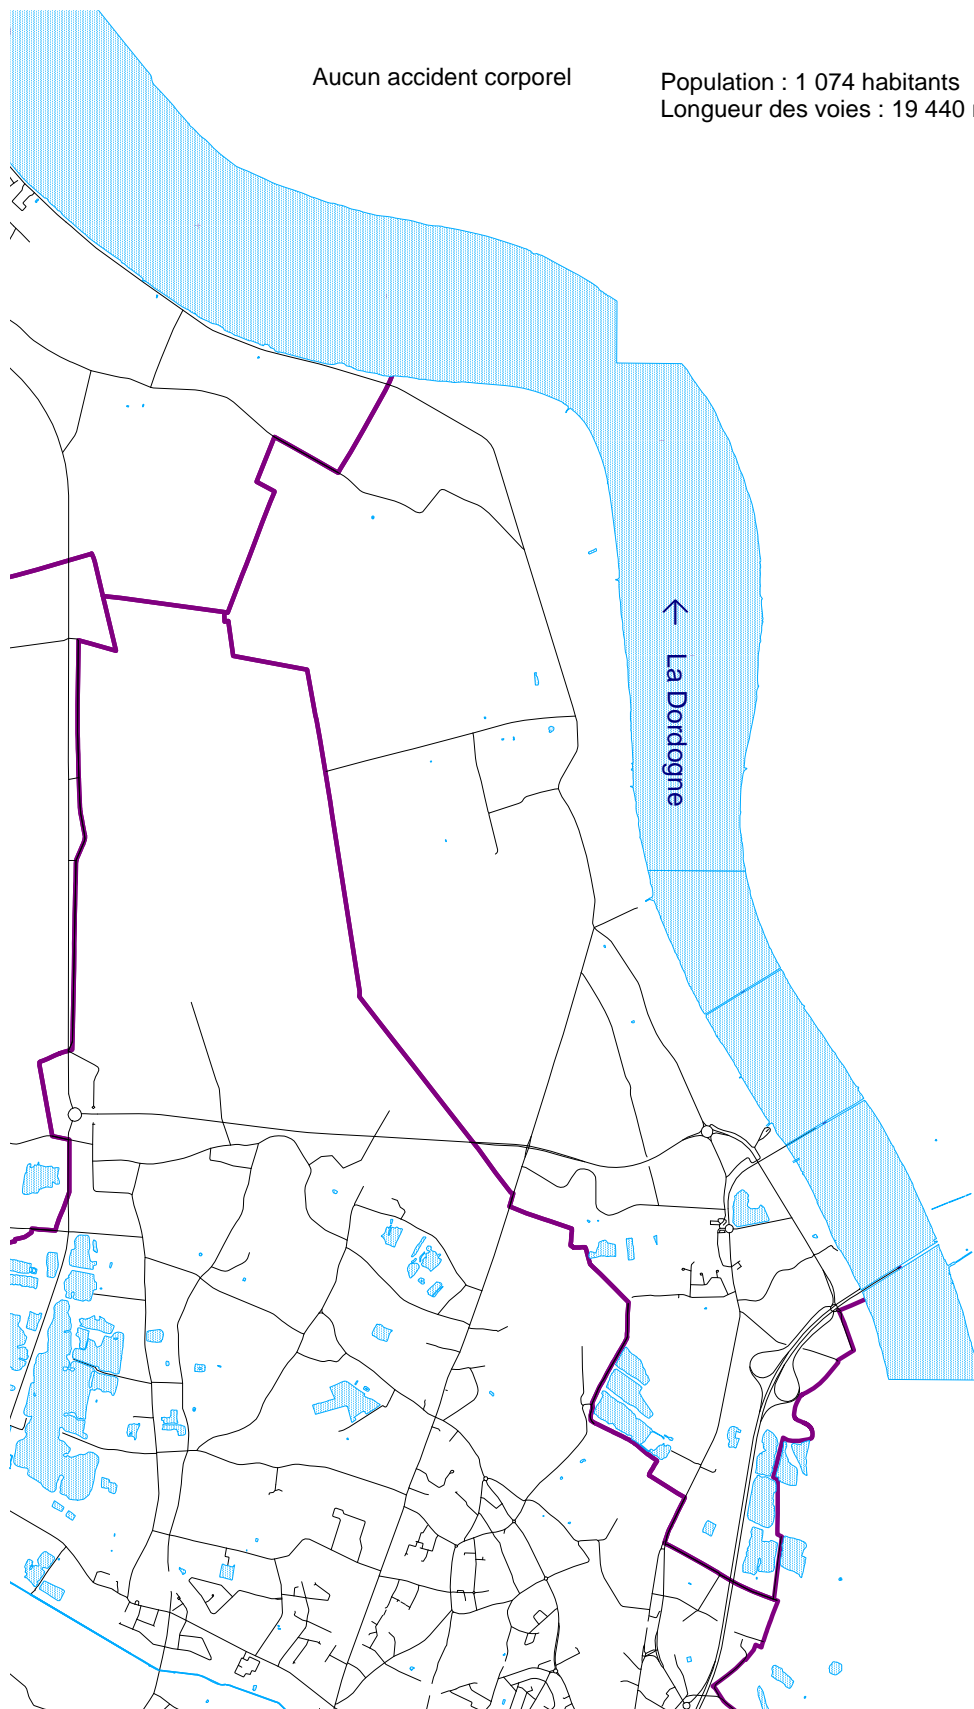 Aucun accident corporel
Population : 1 074 habitants
Longueur des voies : 19 440
La Dordogne